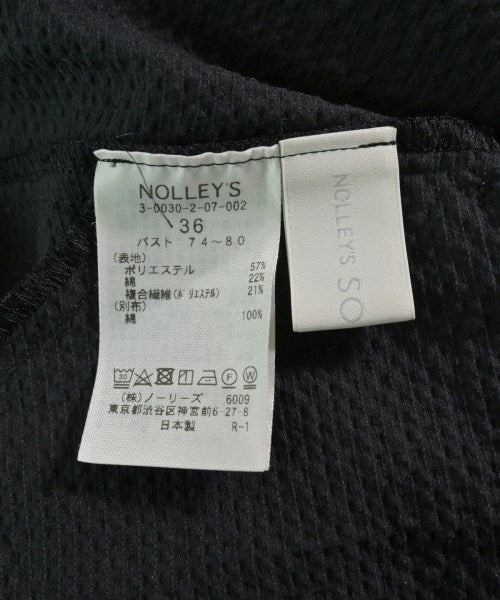 NOLLEY'S
3-0030-2-07-002
36
バスト 74~80
(表地)
ポリエステル 57%
綿 22%
複合繊維(ポリエステル) 21%
(別布)
綿 100%
30 F W
(株)ノーリーズ 6009
東京都渋谷区神宮前6-27-8
日本製 R-1
NOLLEY'S SO